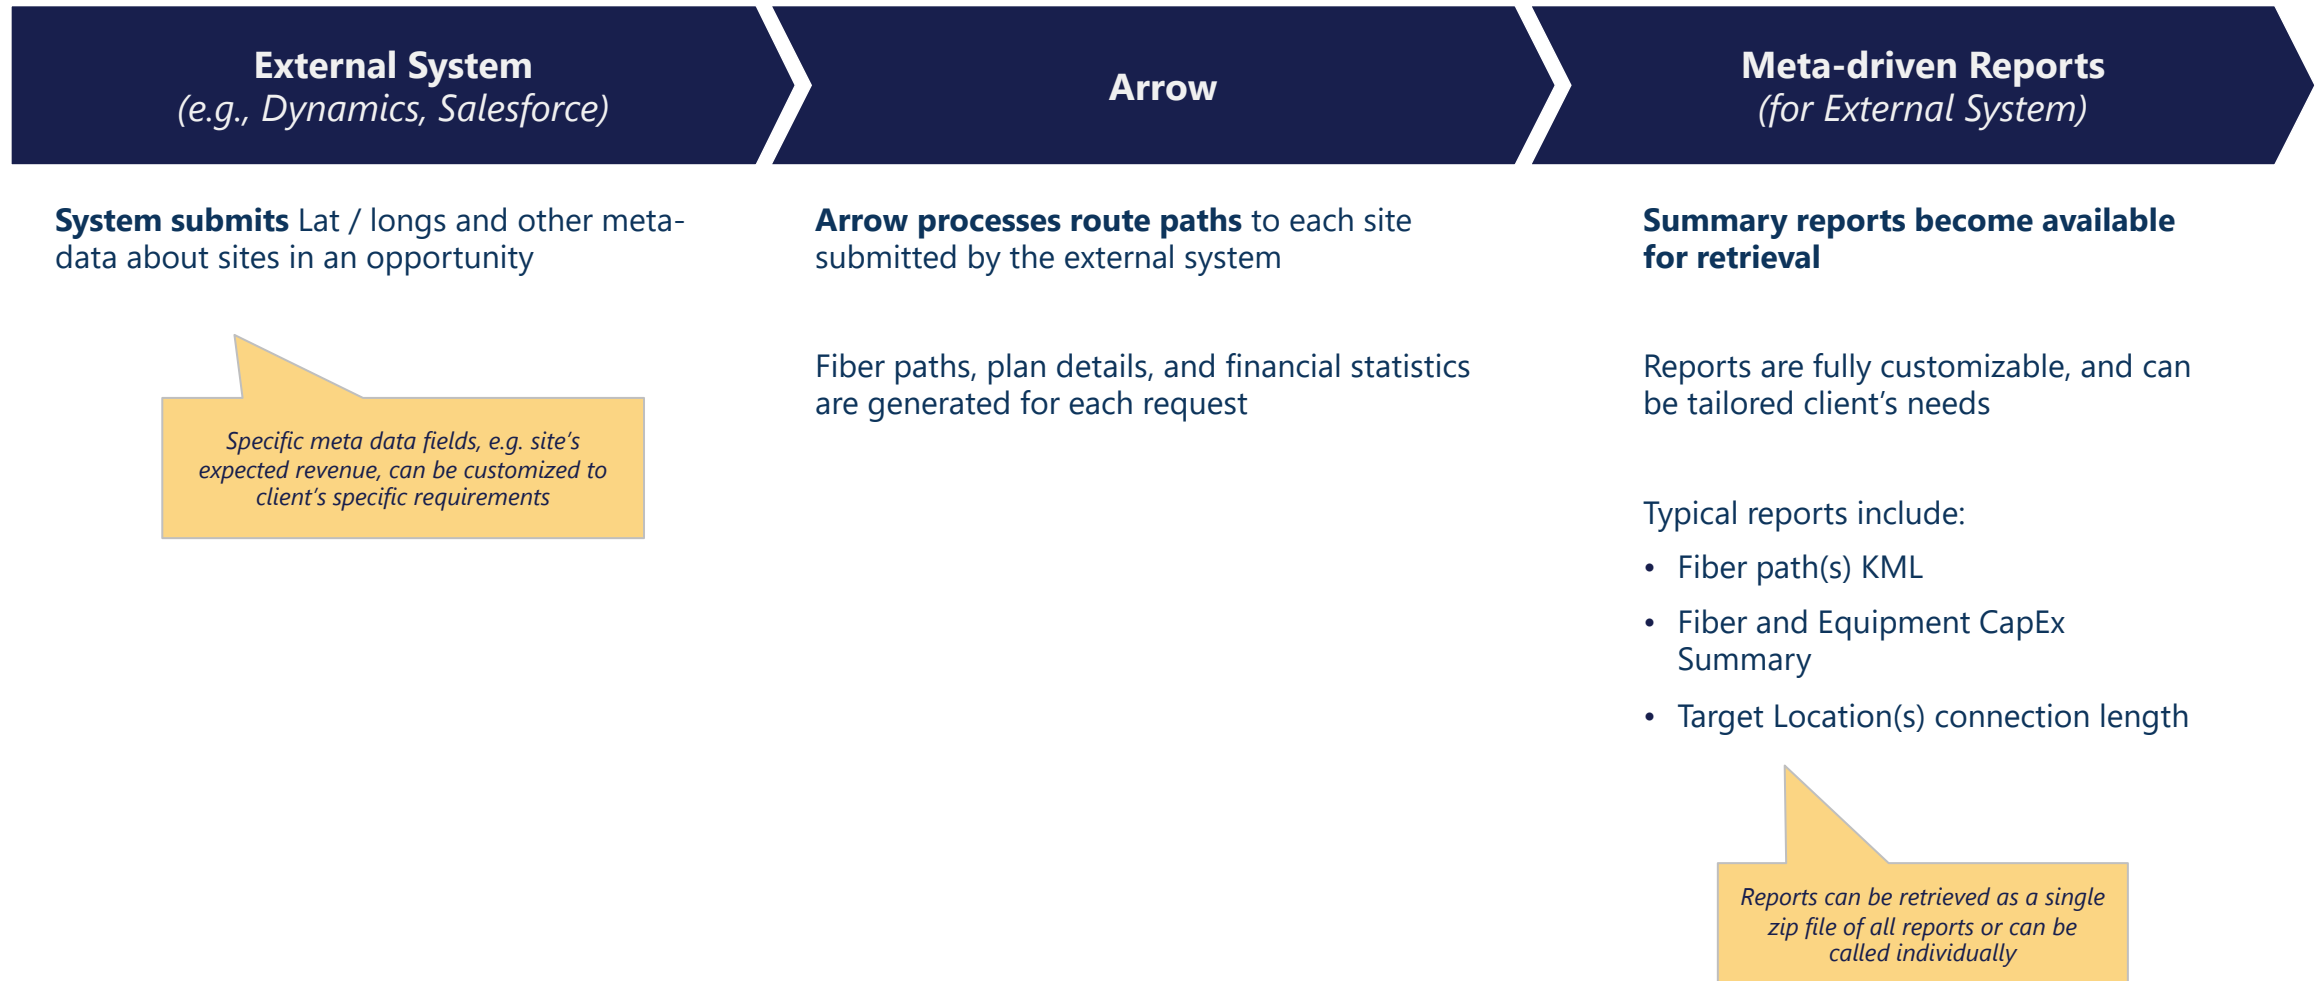 External System
(e.g., Dynamics, Salesforce)
Arrow
Meta-driven Reports
(for External System)
System submits Lat / longs and other meta-
data about sites in an opportunity
Specific meta data fields, e.g. site's
expected revenue, can be customized to
client's specific requirements
Arrow processes route paths to each site
submitted by the external system
Fiber paths, plan details, and financial statistics
are generated for each request
Summary reports become available
for retrieval
Reports are fully customizable, and can
be tailored client's needs
Typical reports include:
• Fiber path(s) KML
• Fiber and Equipment CapEx
Summary
• Target Location(s) connection length
Reports can be retrieved as a single
zip file of all reports or can be
called individually